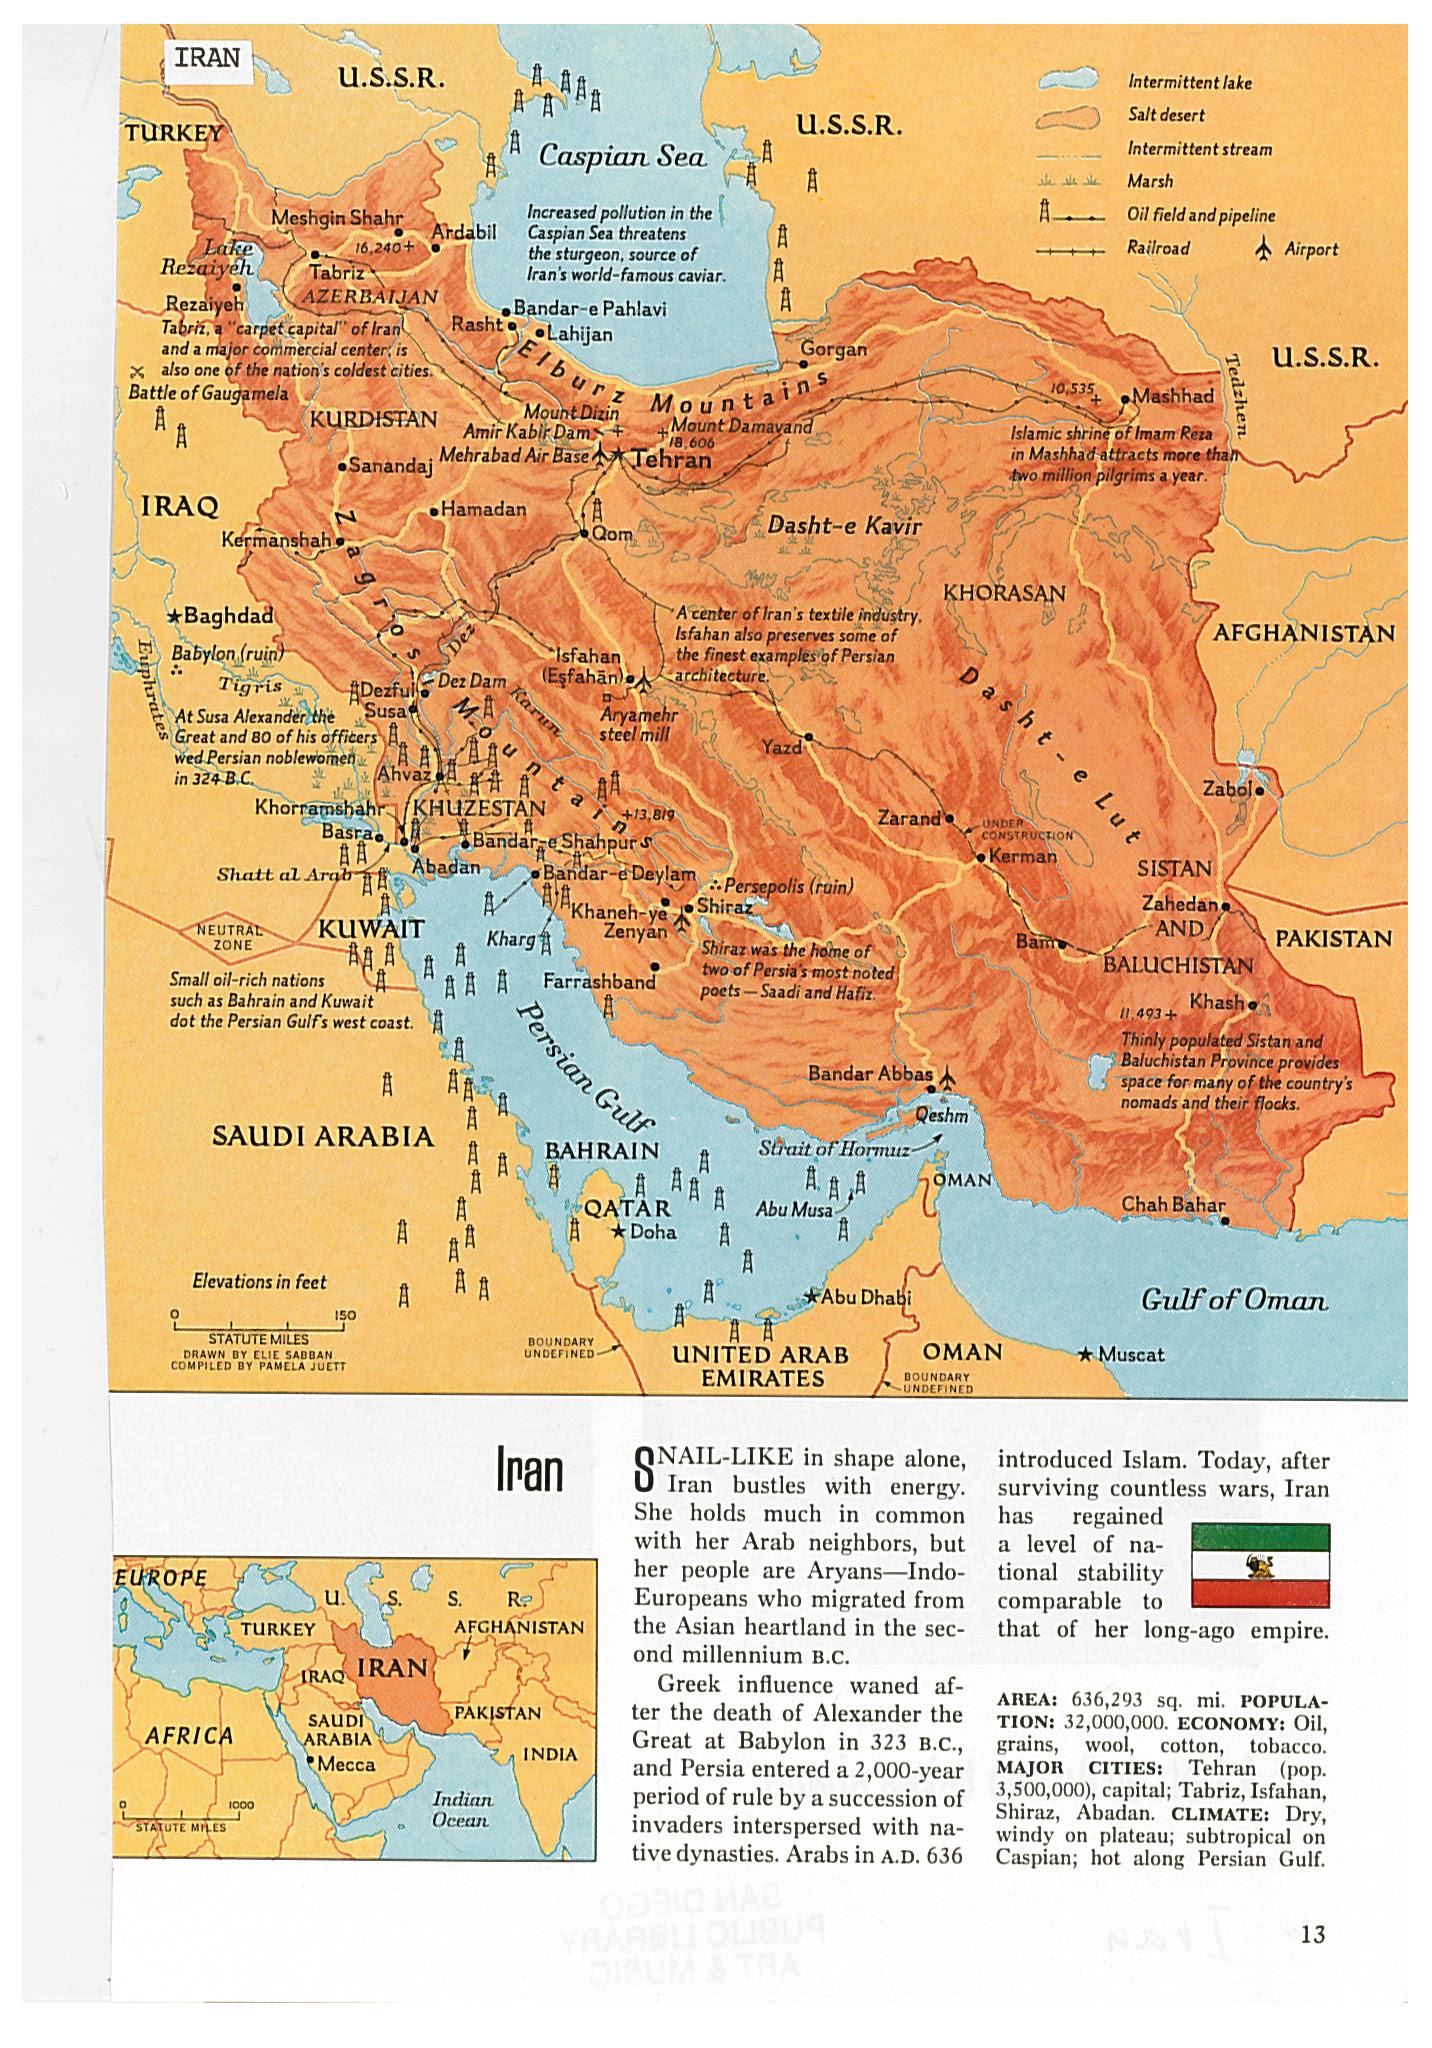 IRAN
U.S.S.R.
TURKEY
Caspian Sea
U.S.S.R.
Intermittent lake
Salt desert
Intermittent stream
Marsh
Oil field and pipeline
Railroad
Airport
Increased pollution in the
Caspian Sea threatens
the sturgeon, source of
Iran's world-famous caviar.
Meshgin Shahr
16,240+
Ardabil
Lake
Rezaiyeh
Tabriz
AZERBAIJAN
Rezaiyeh
Bandar-e Pahlavi
Rasht
Lahijan
Tabriz, a "carpet capital" of Iran
and a major commercial center, is
also one of the nation's coldest cities.
Battle of Gaugamela
Elburz Mountains
Gorgan
U.S.S.R.
Tedzhen
10,535+
Mashhad
KURDISTAN
Mount Dizin
Amir Kabir Dam
Mount Damavand
18,606
Mehrabad Air Base
Tehran
Islamic shrine of Imam Reza
in Mashhad attracts more than
two million pilgrims a year.
Sanandaj
IRAQ
Hamadan
Kermanshah
Qom
Dasht-e Kavir
Zagros Mountains
KHORASAN
Baghdad
AFGHANISTAN
Babylon (ruin)
Euphrates
Tigris
Dez
A center of Iran's textile industry,
Isfahan also preserves some of
the finest examples of Persian
architecture.
Isfahan
(Eşfahān)
Dasht-e Lut
Dezful
Dez Dam
Susa
Karun
Aryamehr
steel mill
At Susa Alexander the
Great and 80 of his officers
wed Persian noblewomen
in 324 B.C.
Yazd
Ahvaz
Zabol
Khorramshahr
KHUZESTAN
+13,819
Zarand
UNDER
CONSTRUCTION
Basra
Bandar-e Shahpur
Kerman
Shatt al Arab
Abadan
Bandar-e Deylam
Persepolis (ruin)
SISTAN
AND
BALUCHISTAN
Zahedan
NEUTRAL
ZONE
KUWAIT
Khaneh-ye
Zenyan
Shiraz
Kharg
Bam
PAKISTAN
Shiraz was the home of
two of Persia's most noted
poets—Saadi and Hafiz.
Small oil-rich nations
such as Bahrain and Kuwait
dot the Persian Gulf's west coast.
Farrashband
Khash
11,493+
Persian Gulf
Thinly populated Sistan and
Baluchistan Province provides
space for many of the country's
nomads and their flocks.
Bandar Abbas
Qeshm
SAUDI ARABIA
BAHRAIN
Strait of Hormuz
OMAN
QATAR
Doha
Abu Musa
Chah Bahar
Elevations in feet
Abu Dhabi
Gulf of Oman
0 150
STATUTE MILES
DRAWN BY ELIE SABBAN
COMPILED BY PAMELA JUETT
BOUNDARY
UNDEFINED
UNITED ARAB
EMIRATES
OMAN
Muscat
BOUNDARY
UNDEFINED
Iran
EUROPE
U. S. S. R.
TURKEY
AFGHANISTAN
IRAQ
IRAN
SAUDI
ARABIA
PAKISTAN
AFRICA
Mecca
INDIA
Indian
Ocean
0 1000
STATUTE MILES
SNAIL-LIKE in shape alone,
Iran bustles with energy.
She holds much in common
with her Arab neighbors, but
her people are Aryans—Indo-
Europeans who migrated from
the Asian heartland in the sec-
ond millennium B.C.
Greek influence waned af-
ter the death of Alexander the
Great at Babylon in 323 B.C.,
and Persia entered a 2,000-year
period of rule by a succession of
invaders interspersed with na-
tive dynasties. Arabs in A.D. 636
introduced Islam. Today, after
surviving countless wars, Iran
has regained
a level of na-
tional stability
comparable to
that of her long-ago empire.
AREA: 636,293 sq. mi. POPULA-
TION: 32,000,000. ECONOMY: Oil,
grains, wool, cotton, tobacco.
MAJOR CITIES: Tehran (pop.
3,500,000), capital; Tabriz, Isfahan,
Shiraz, Abadan. CLIMATE: Dry,
windy on plateau; subtropical on
Caspian; hot along Persian Gulf.
SAN DIEGO
PUBLIC LIBRARY
ART & MUSIC
Iran
13